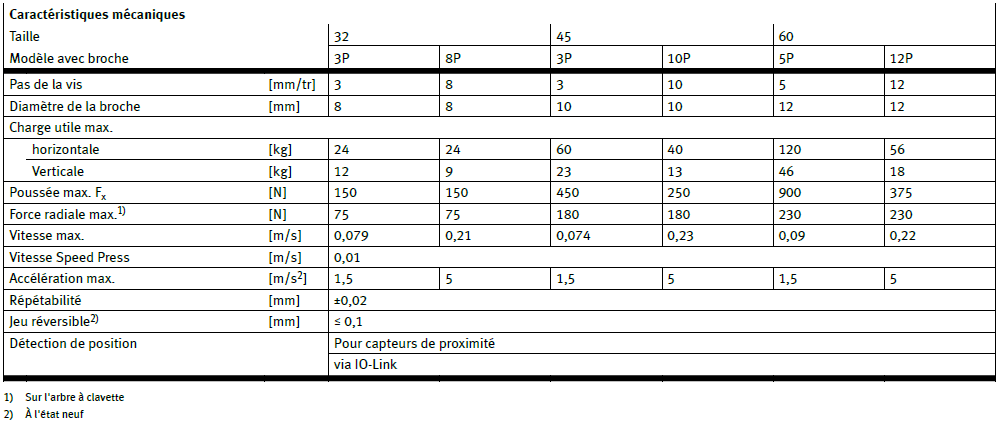 Caractéristiques mécaniques
Taille 32 45 60
Modèle avec broche 3P 8P 3P 10P 5P 12P
Pas de la vis [mm/tr] 3 8 3 10 5 12
Diamètre de la broche [mm] 8 8 10 10 12 12
Charge utile max.
horizontale [kg] 24 24 60 40 120 56
Verticale [kg] 12 9 23 13 46 18
Poussée max. Fx [N] 150 150 450 250 900 375
Force radiale max.1) [N] 75 75 180 180 230 230
Vitesse max. [m/s] 0,079 0,21 0,074 0,23 0,09 0,22
Vitesse Speed Press [m/s] 0,01
Accélération max. [m/s2] 1,5 5 1,5 5 1,5 5
Répétabilité [mm] ±0,02
Jeu réversible2) [mm] ≤ 0,1
Détection de position Pour capteurs de proximité
via IO-Link
1) Sur l'arbre à clavette
2) À l'état neuf